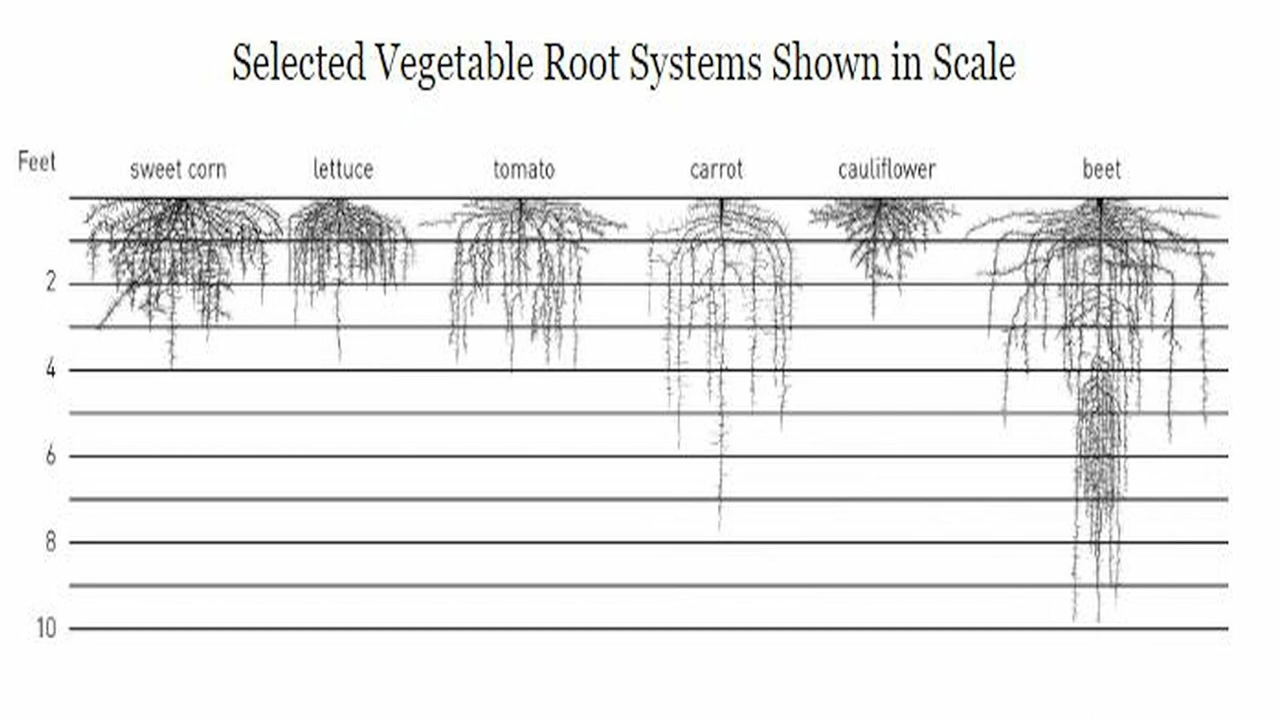 Selected Vegetable Root Systems Shown in Scale
Feet
sweet corn lettuce tomato carrot cauliflower beet
2
4
6
8
10